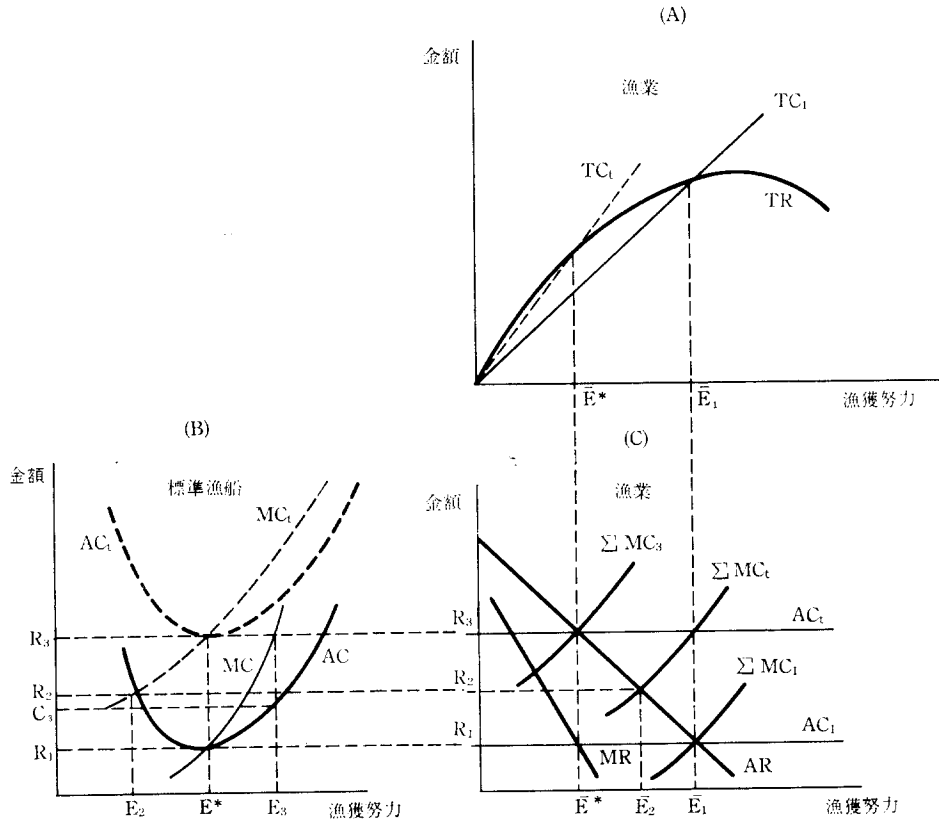 (A)
金額
漁業
TC₁
TCₜ
TR
Ē*
Ē₁
漁獲努力
(B)
金額
標準漁船
MCₜ
ACₜ
R₃
MC
AC
R₂
C₃
R₁
E₂
E*
E₃
漁獲努力
(C)
金額
漁業
Σ MC₃
Σ MCₜ
R₃
ACₜ
R₂
Σ MC₁
R₁
AC₁
MR
AR
Ē*
Ē₂
Ē₁
漁獲努力